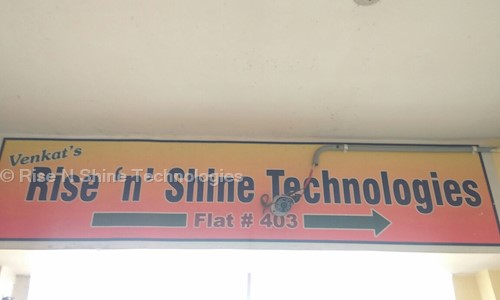 Venkat's
Rise 'n' Shine Technologies
Flat # 403
© Rise N Shine Technologies